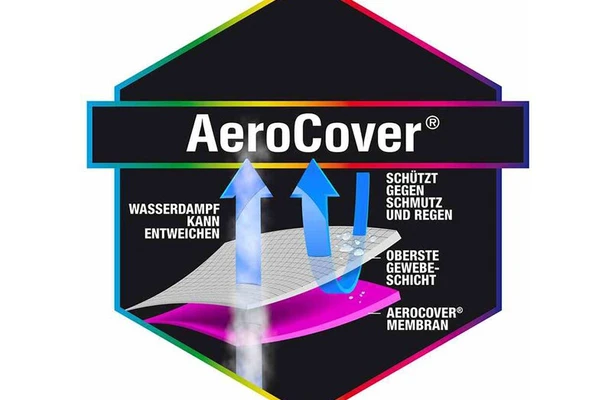 AeroCover®
WASSERDAMPF
KANN
ENTWEICHEN
SCHÜTZT
GEGEN
SCHMUTZ
UND REGEN
OBERSTE
GEWEBE-
SCHICHT
AEROCOVER®
MEMBRAN